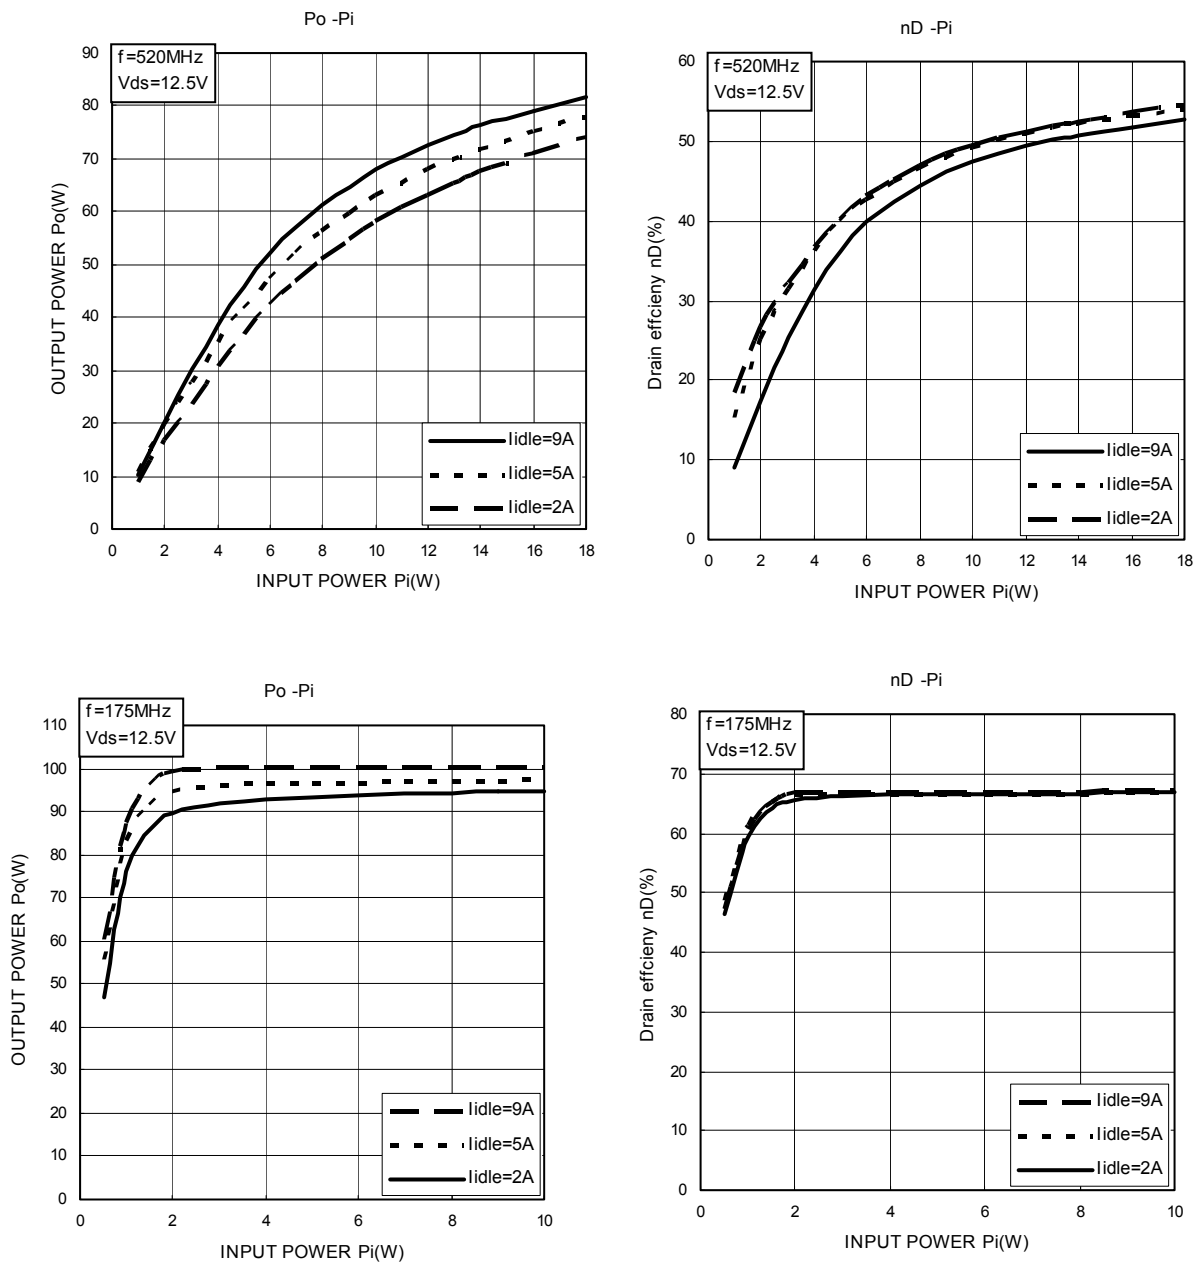 Po -Pi
f=520MHz
Vds=12.5V
90
80
70
60
50
40
30
20
10
0
OUTPUT POWER Po(W)
Iidle=9A
Iidle=5A
Iidle=2A
0 2 4 6 8 10 12 14 16 18
INPUT POWER Pi(W)
nD -Pi
f=520MHz
Vds=12.5V
60
50
40
30
20
10
0
Drain effcieny nD(%)
Iidle=9A
Iidle=5A
Iidle=2A
0 2 4 6 8 10 12 14 16 18
INPUT POWER Pi(W)
Po -Pi
f=175MHz
Vds=12.5V
110
100
90
80
70
60
50
40
30
20
10
0
OUTPUT POWER Po(W)
Iidle=9A
Iidle=5A
Iidle=2A
0 2 4 6 8 10
INPUT POWER Pi(W)
nD -Pi
f=175MHz
Vds=12.5V
80
70
60
50
40
30
20
10
0
Drain effcieny nD(%)
Iidle=9A
Iidle=5A
Iidle=2A
0 2 4 6 8 10
INPUT POWER Pi(W)